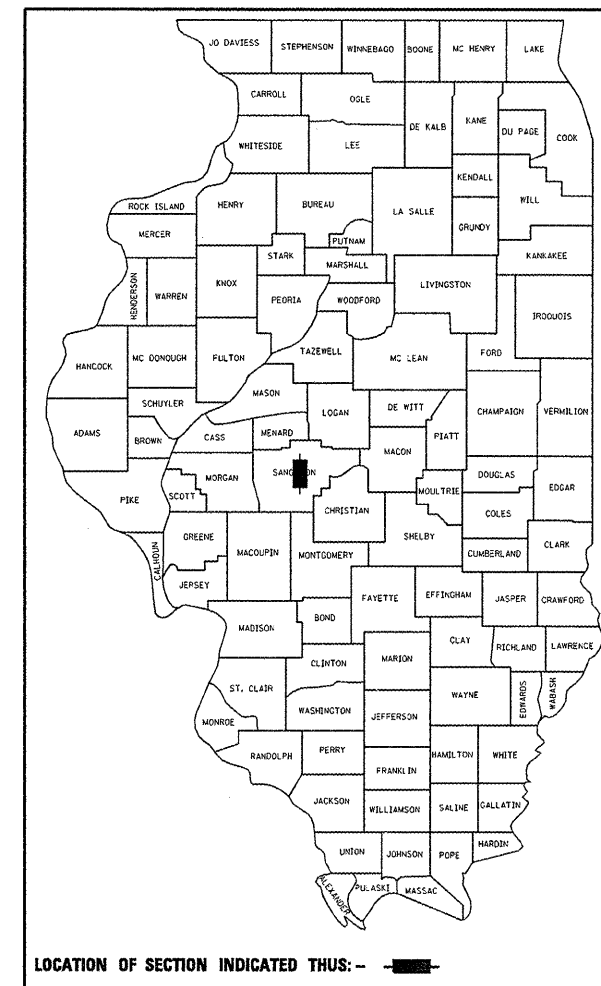 JO DAVIESS STEPHENSON WINNEBAGO BOONE MC HENRY LAKE
CARROLL OGLE DE KALB KANE DU PAGE COOK
WHITESIDE LEE
KENDALL WILL
ROCK ISLAND HENRY BUREAU LA SALLE GRUNDY
MERCER PUTNAM
STARK MARSHALL KANKAKEE
HENDERSON WARREN KNOX PEORIA WOODFORD LIVINGSTON IROQUOIS
HANCOCK MC DONOUGH FULTON TAZEWELL MC LEAN FORD
SCHUYLER MASON LOGAN DE WITT CHAMPAIGN VERMILION
ADAMS BROWN CASS MENARD MACON PIATT
PIKE SCOTT MORGAN SANG ON CHRISTIAN MOULTRIE DOUGLAS EDGAR
COLES
GREENE MACOUPIN MONTGOMERY SHELBY CUMBERLAND CLARK
CALHOUN JERSEY FAYETTE EFFINGHAM JASPER CRAWFORD
MADISON BOND CLAY RICHLAND LAWRENCE
CLINTON MARION
ST. CLAIR WASHINGTON JEFFERSON WAYNE EDWARDS WABASH
MONROE RANDOLPH PERRY FRANKLIN HAMILTON WHITE
JACKSON WILLIAMSON SALINE GALLATIN
UNION JOHNSON POPE HARDIN
ALEXANDER PULASKI MASSAC
LOCATION OF SECTION INDICATED THUS: –